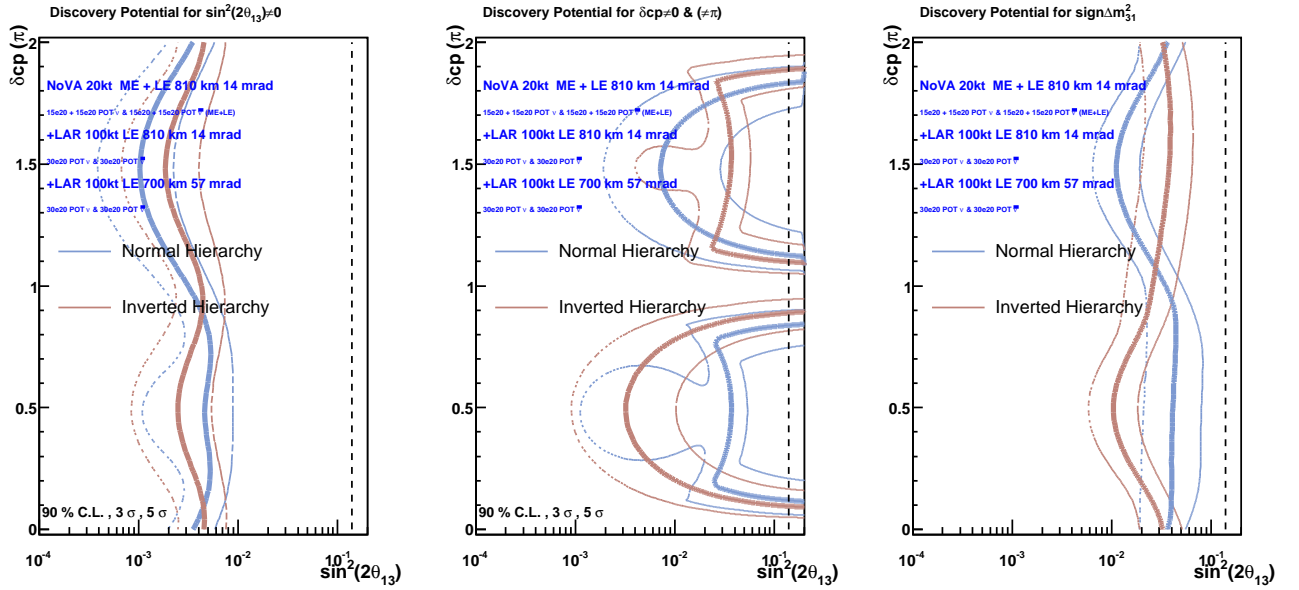 Discovery Potential for sin²(2θ₁₃)≠0
δcp (π)
2
1.5
1
0.5
0
NoVA 20kt ME + LE 810 km 14 mrad
15e20 + 15e20 POT ν & 15e20 + 15e20 POT ν̄ (ME+LE)
+LAR 100kt LE 810 km 14 mrad
30e20 POT ν & 30e20 POT ν̄
+LAR 100kt LE 700 km 57 mrad
30e20 POT ν & 30e20 POT ν̄
Normal Hierarchy
Inverted Hierarchy
90 % C.L. , 3 σ , 5 σ
10⁻⁴ 10⁻³ 10⁻² 10⁻¹
sin²(2θ₁₃)
Discovery Potential for δcp≠0 & (≠π)
δcp (π)
2
1.5
1
0.5
0
NoVA 20kt ME + LE 810 km 14 mrad
15e20 + 15e20 POT ν & 15e20 + 15e20 POT ν̄ (ME+LE)
+LAR 100kt LE 810 km 14 mrad
30e20 POT ν & 30e20 POT ν̄
+LAR 100kt LE 700 km 57 mrad
30e20 POT ν & 30e20 POT ν̄
Normal Hierarchy
Inverted Hierarchy
90 % C.L. , 3 σ , 5 σ
10⁻⁴ 10⁻³ 10⁻² 10⁻¹
sin²(2θ₁₃)
Discovery Potential for signΔm²₃₁
δcp (π)
2
1.5
1
0.5
0
NoVA 20kt ME + LE 810 km 14 mrad
15e20 + 15e20 POT ν & 15e20 + 15e20 POT ν̄ (ME+LE)
+LAR 100kt LE 810 km 14 mrad
30e20 POT ν & 30e20 POT ν̄
+LAR 100kt LE 700 km 57 mrad
30e20 POT ν & 30e20 POT ν̄
Normal Hierarchy
Inverted Hierarchy
10⁻⁴ 10⁻³ 10⁻² 10⁻¹
sin²(2θ₁₃)